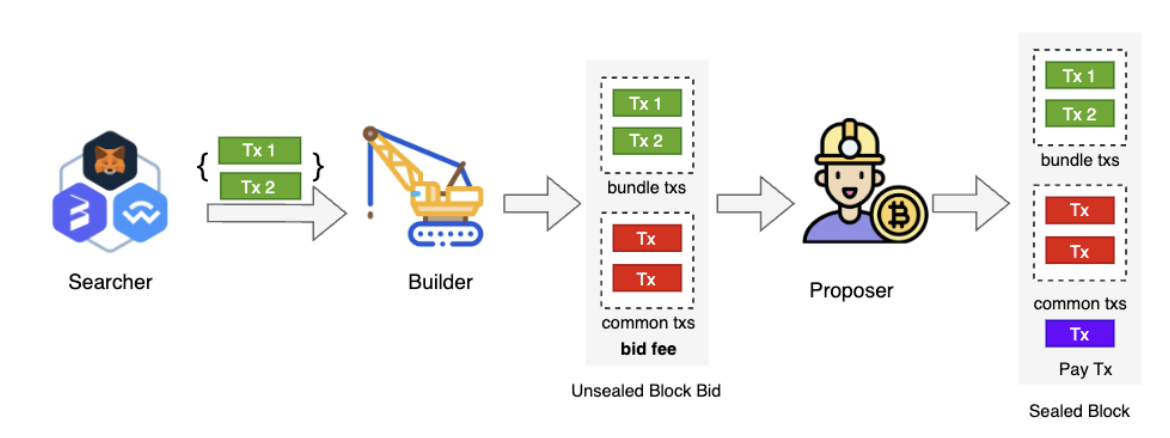 Searcher
{
Tx 1
Tx 2
}
Builder
Tx 1
Tx 2
bundle txs
Tx
Tx
common txs
bid fee
Unsealed Block Bid
Proposer
Tx 1
Tx 2
bundle txs
Tx
Tx
common txs
Tx
Pay Tx
Sealed Block